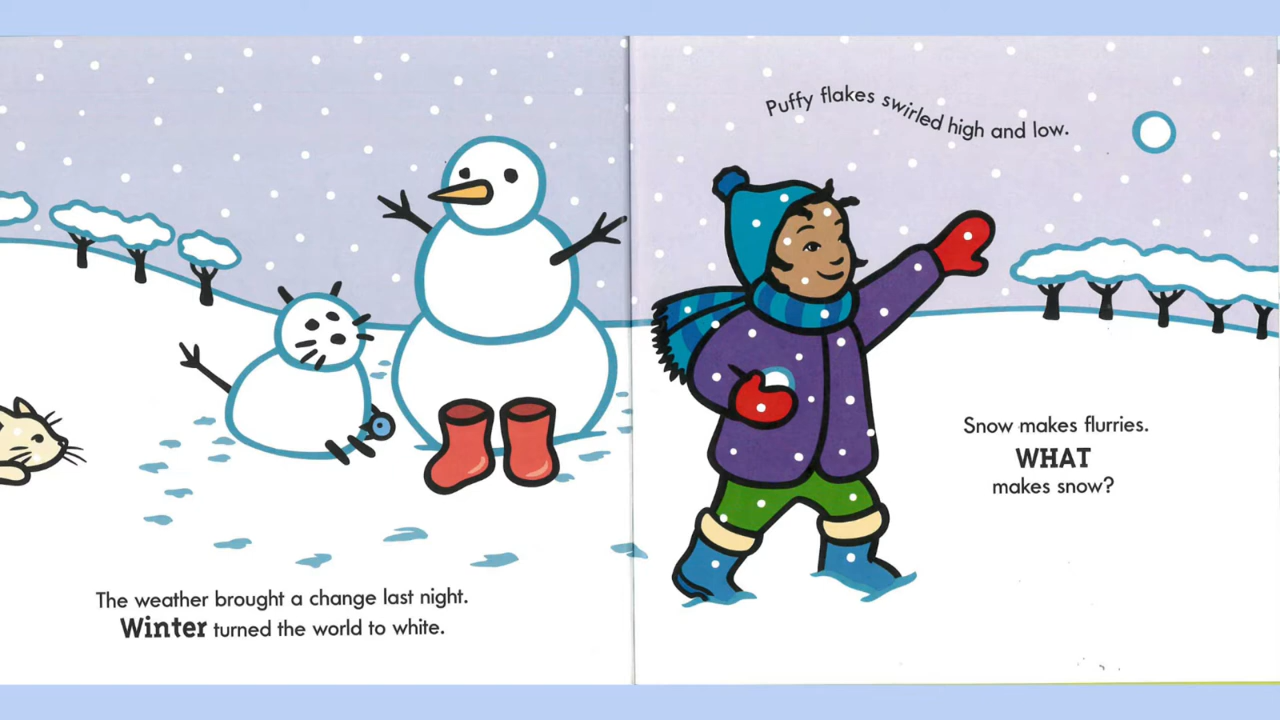 The weather brought a change last night.
Winter turned the world to white.
Puffy flakes swirled high and low.
Snow makes flurries.
WHAT
makes snow?